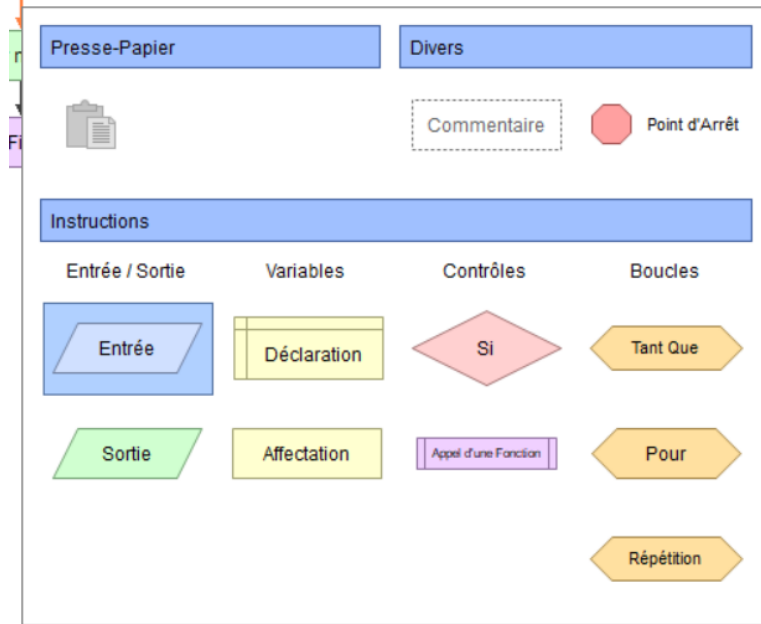 Presse-Papier
Divers
Commentaire
Point d'Arrêt
Instructions
Entrée / Sortie
Variables
Contrôles
Boucles
Entrée
Déclaration
Si
Tant Que
Sortie
Affectation
Appel d'une Fonction
Pour
Répétition